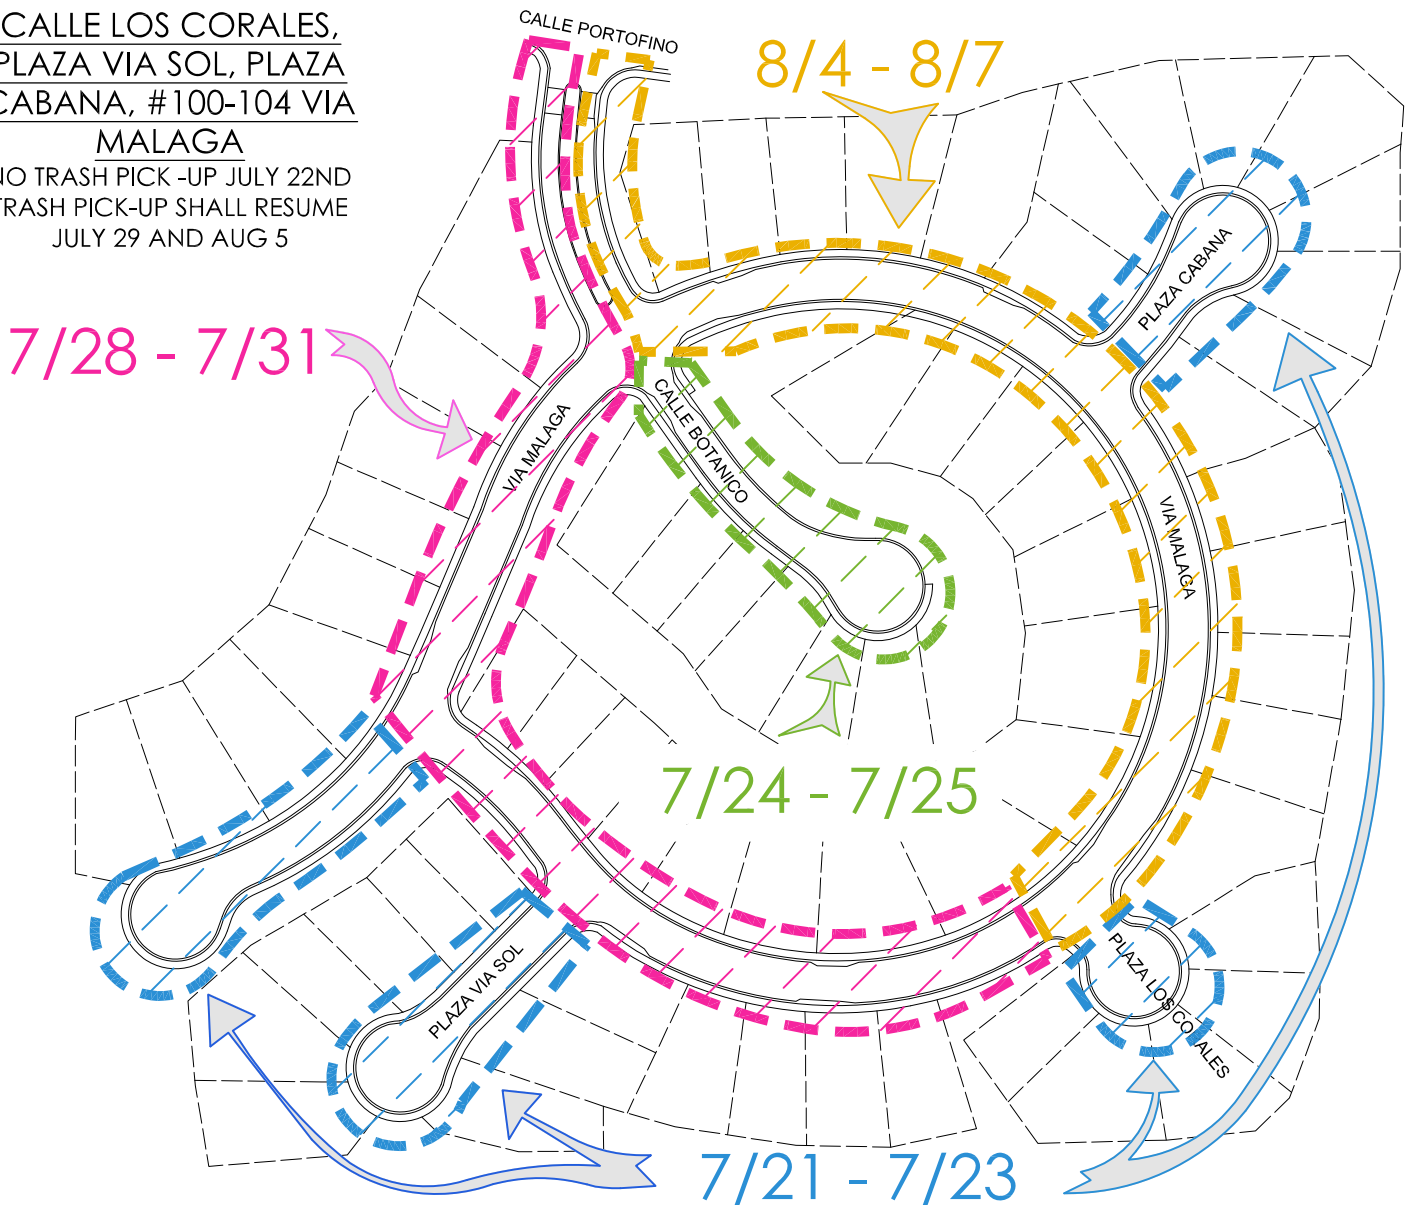 CALLE LOS CORALES,
PLAZA VIA SOL, PLAZA
CABANA, #100-104 VIA
MALAGA
NO TRASH PICK -UP JULY 22ND
TRASH PICK-UP SHALL RESUME
JULY 29 AND AUG 5
CALLE PORTOFINO
8/4 - 8/7
PLAZA CABANA
7/28 - 7/31
VIA MALAGA
CALLE BOTANICO
VIA MALAGA
7/24 - 7/25
PLAZA VIA SOL
PLAZA LOS CORALES
7/21 - 7/23